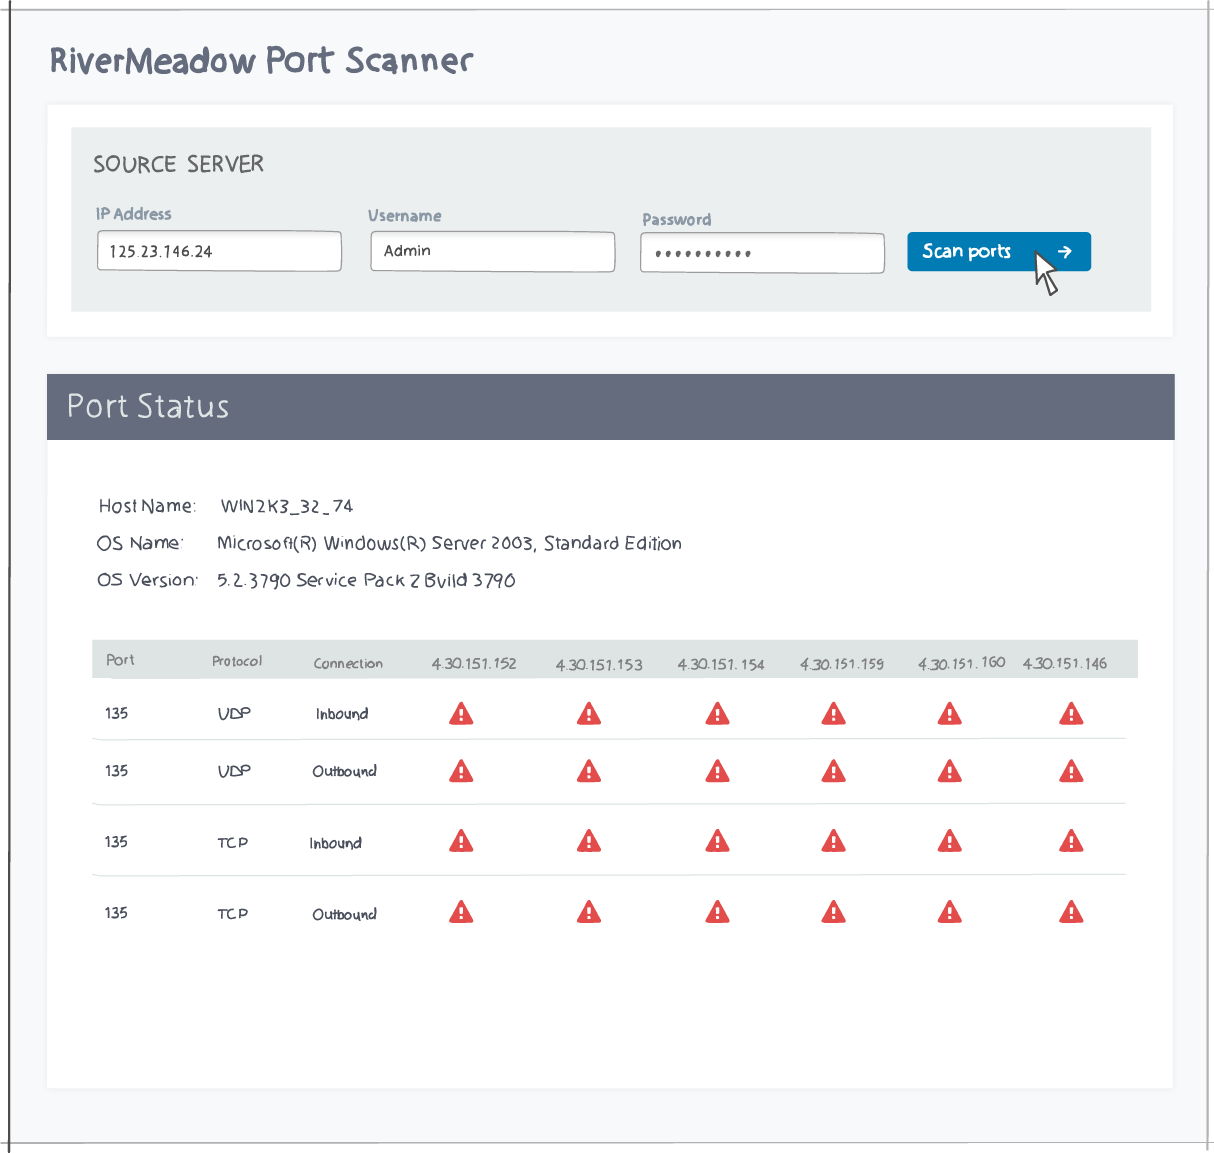 RiverMeadow Port Scanner
SOURCE SERVER
IP Address Username Password
125.23.146.24 Admin •••••••••• Scan ports →
Port Status
Host Name: WIN2K3_32_74
OS Name: Microsoft(R) Windows(R) Server 2003, Standard Edition
OS Version: 5.2.3790 Service Pack 2 Build 3790
Port Protocol Connection 4.30.151.152 4.30.151.153 4.30.151.154 4.30.151.159 4.30.151.160 4.30.151.146
135 UDP Inbound
135 UDP Outbound
135 TCP Inbound
135 TCP Outbound